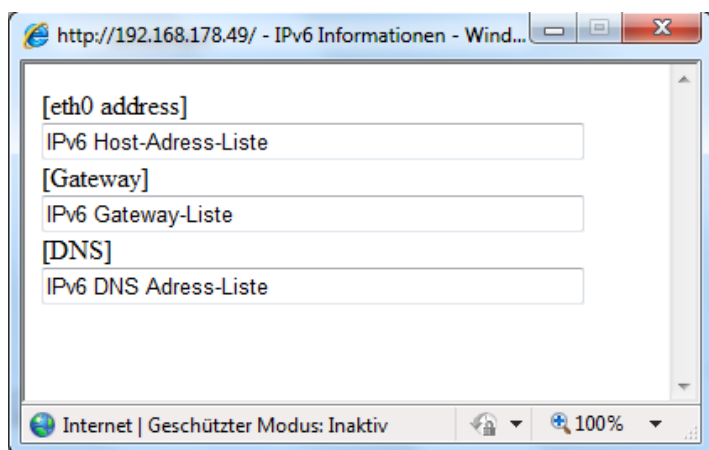 http://192.168.178.49/ - IPv6 Informationen - Wind...
[eth0 address]
IPv6 Host-Adress-Liste
[Gateway]
IPv6 Gateway-Liste
[DNS]
IPv6 DNS Adress-Liste
Internet | Geschützter Modus: Inaktiv 100%